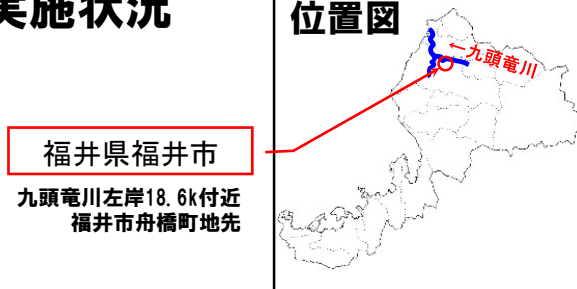 実施状況
位置図
←九頭竜川
福井県福井市
九頭竜川左岸18.6k付近
福井市舟橋町地先